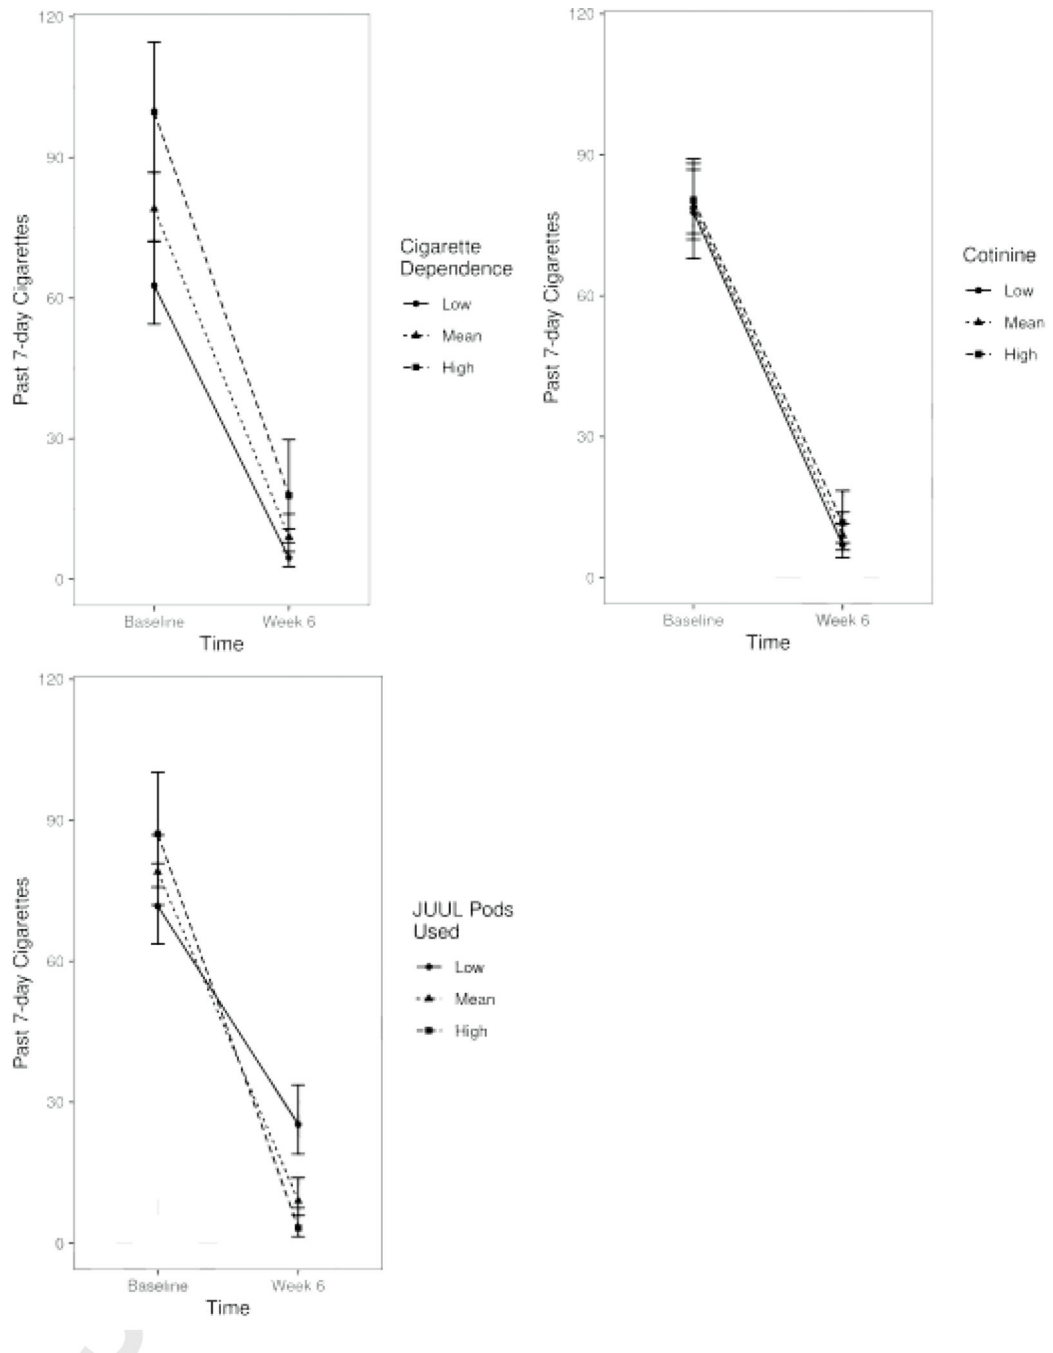 120
90
60
30
0
Past 7-day Cigarettes
Baseline
Week 6
Time
Cigarette
Dependence
Low
Mean
High
120
90
60
30
0
Past 7-day Cigarettes
Baseline
Week 6
Time
Cotinine
Low
Mean
High
120
90
60
30
0
Past 7-day Cigarettes
Baseline
Week 6
Time
JUUL Pods
Used
Low
Mean
High